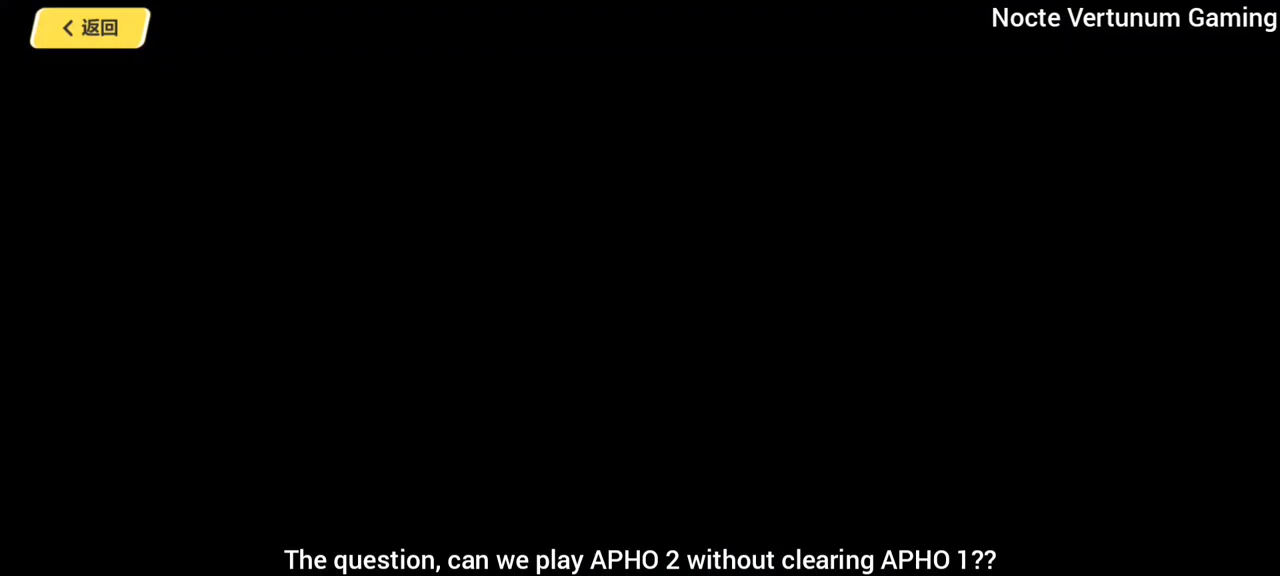 返回
Nocte Vertunum Gaming
The question, can we play APHO 2 without clearing APHO 1??